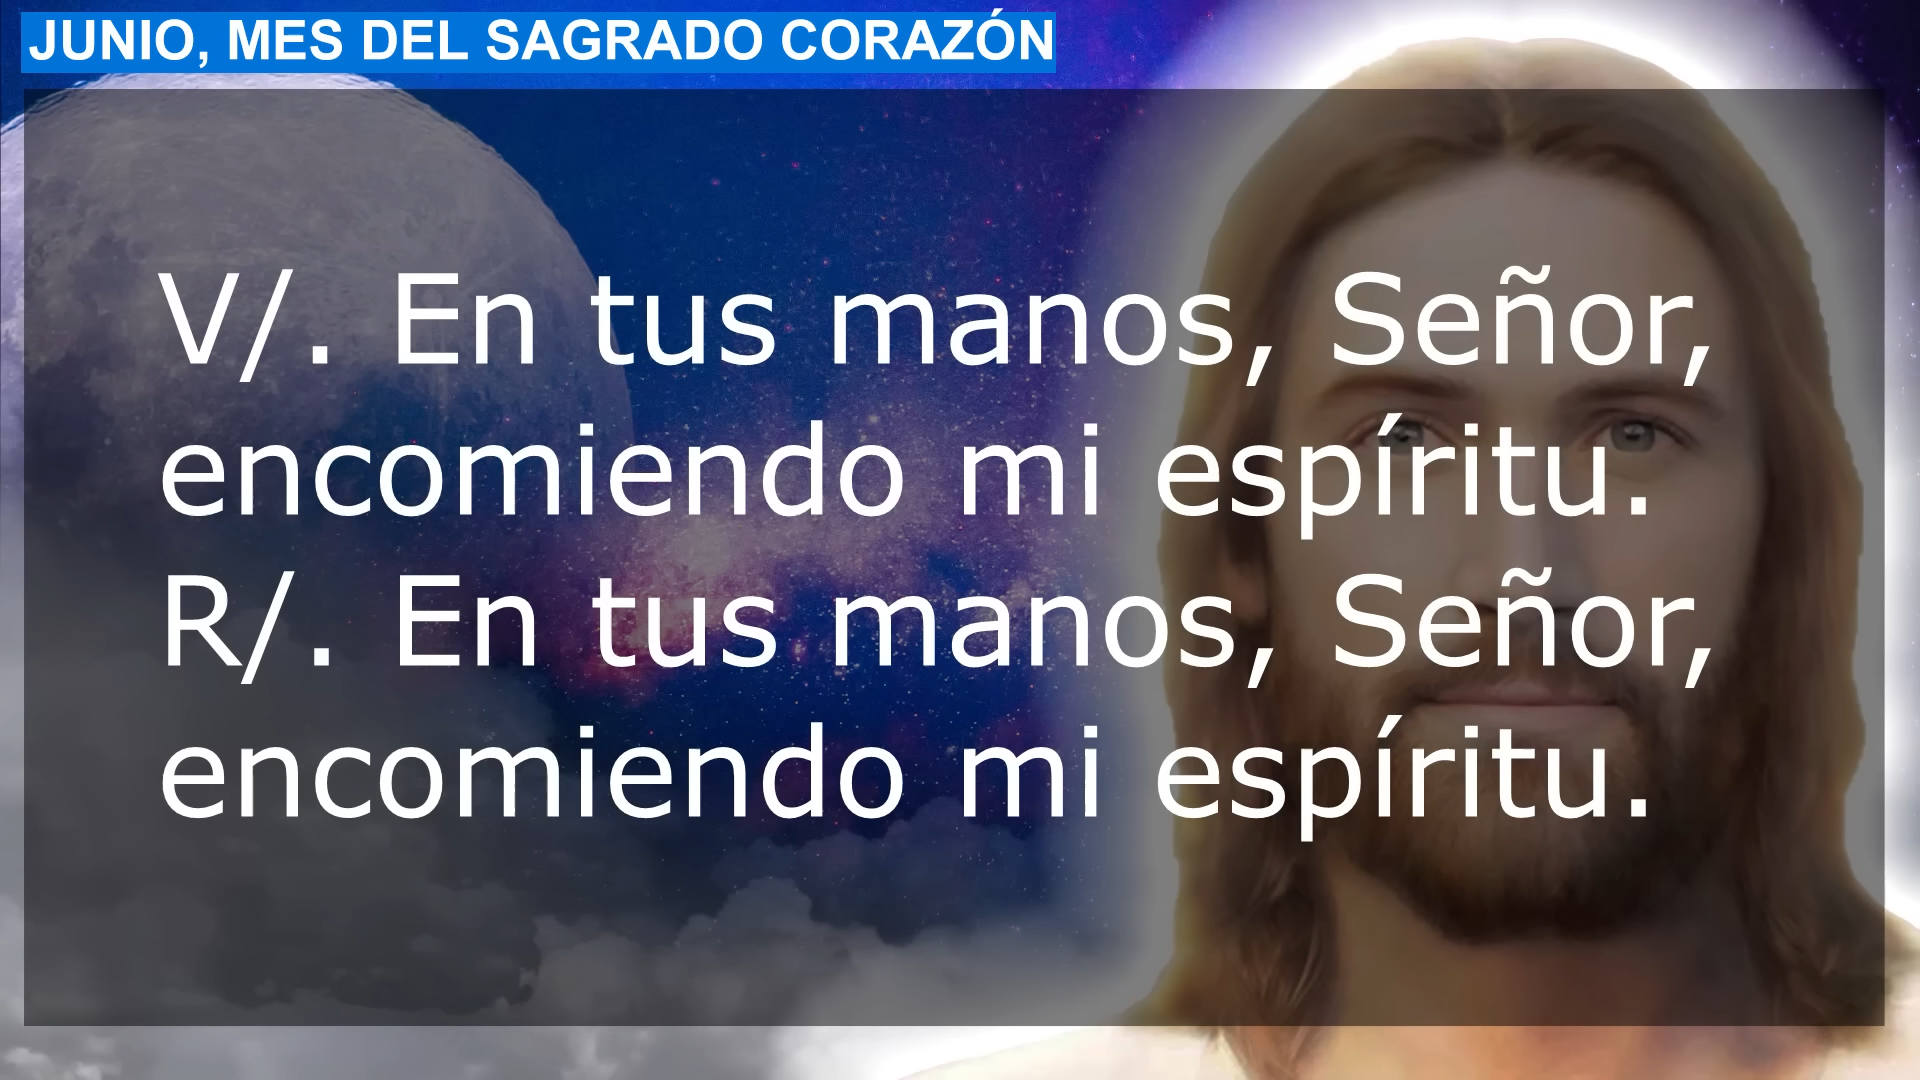 JUNIO, MES DEL SAGRADO CORAZÓN
V/. En tus manos, Señor,
encomiendo mi espíritu.
R/. En tus manos, Señor,
encomiendo mi espíritu.